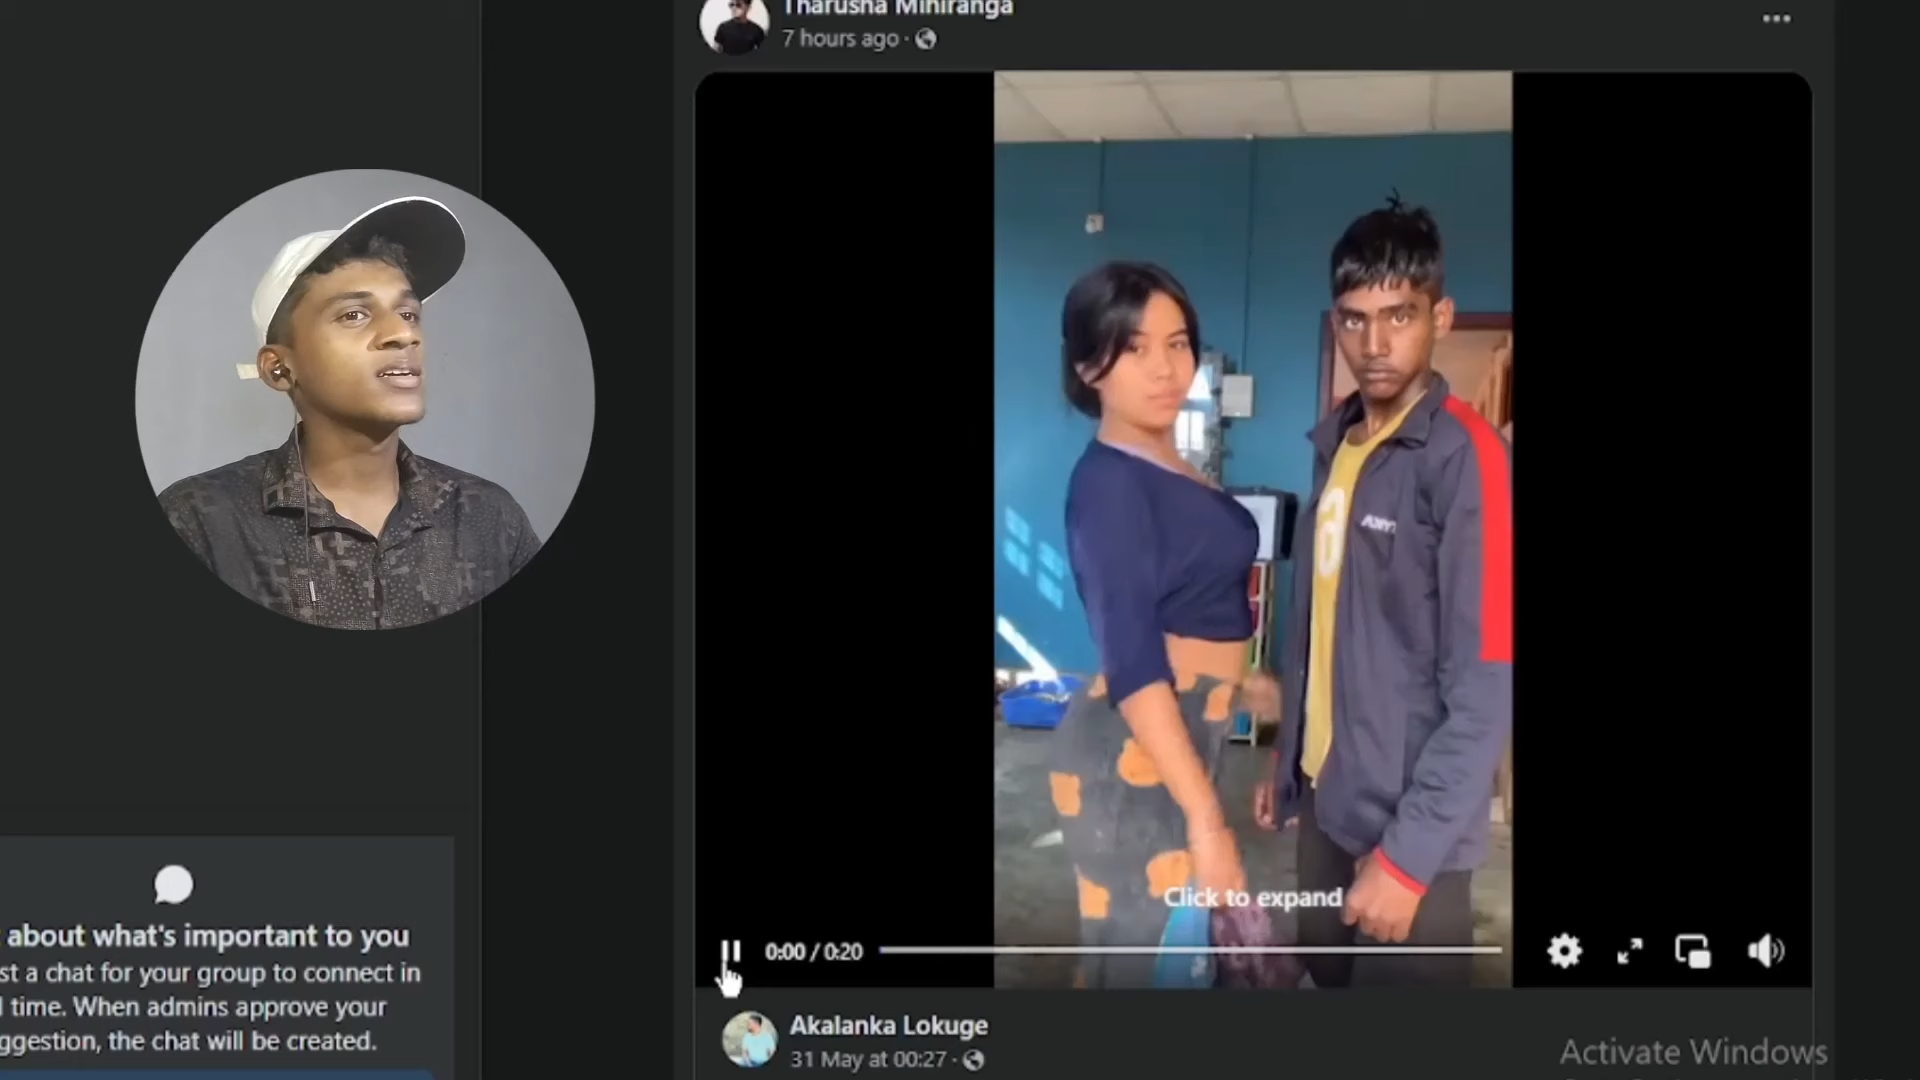 Tharusha Mihiranga
7 hours ago ·
Click to expand
0:00 / 0:20
Akalanka Lokuge
31 May at 00:27 ·
about what's important to you
st a chat for your group to connect in
time. When admins approve your
ggestion, the chat will be created.
Activate Windows